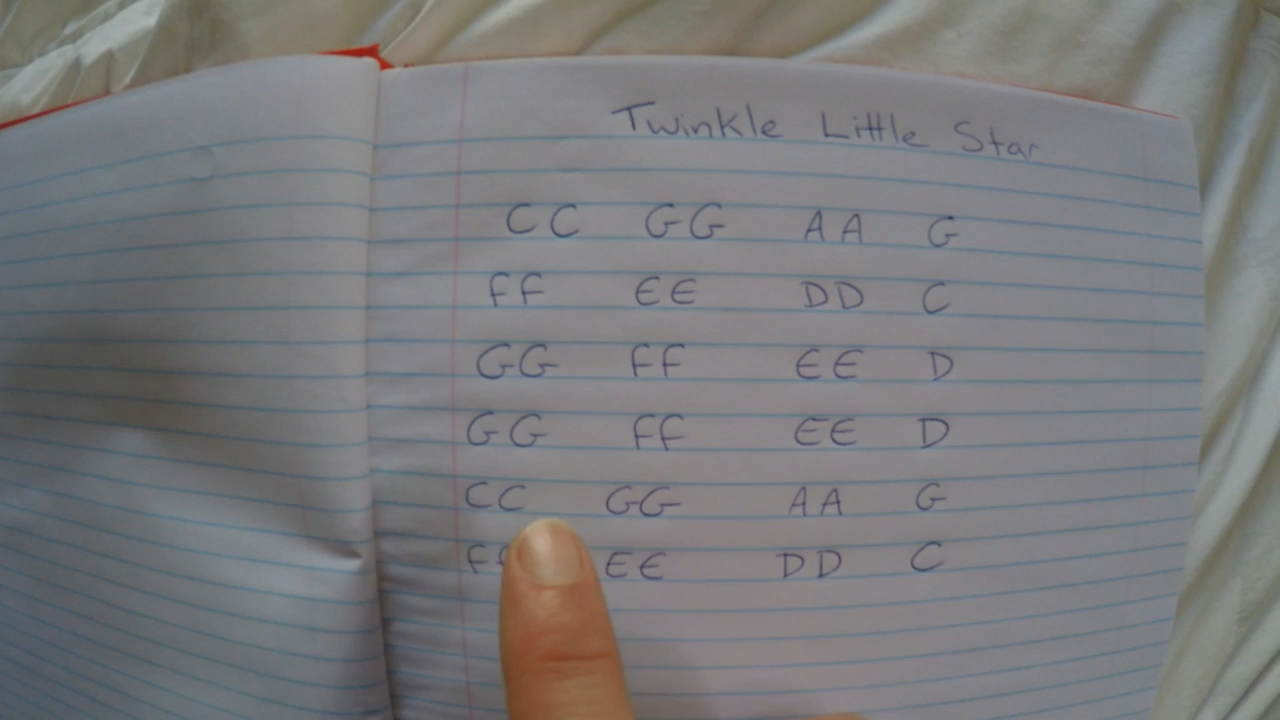 Twinkle Little Star
CC GG AA G
FF EE DD C
GG FF EE D
GG FF EE D
CC GG AA G
FF EE DD C